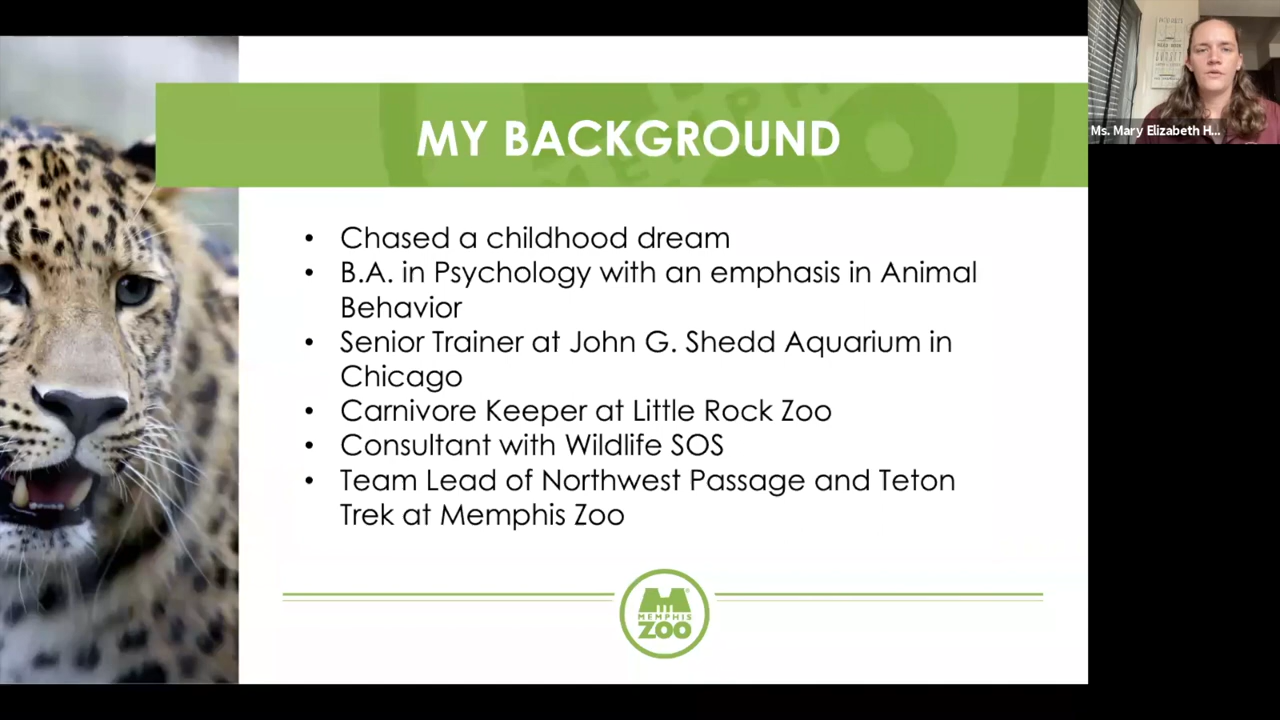 MY BACKGROUND
Ms. Mary Elizabeth H...
• Chased a childhood dream
• B.A. in Psychology with an emphasis in Animal
Behavior
• Senior Trainer at John G. Shedd Aquarium in
Chicago
• Carnivore Keeper at Little Rock Zoo
• Consultant with Wildlife SOS
• Team Lead of Northwest Passage and Teton
Trek at Memphis Zoo
MEMPHIS
ZOO